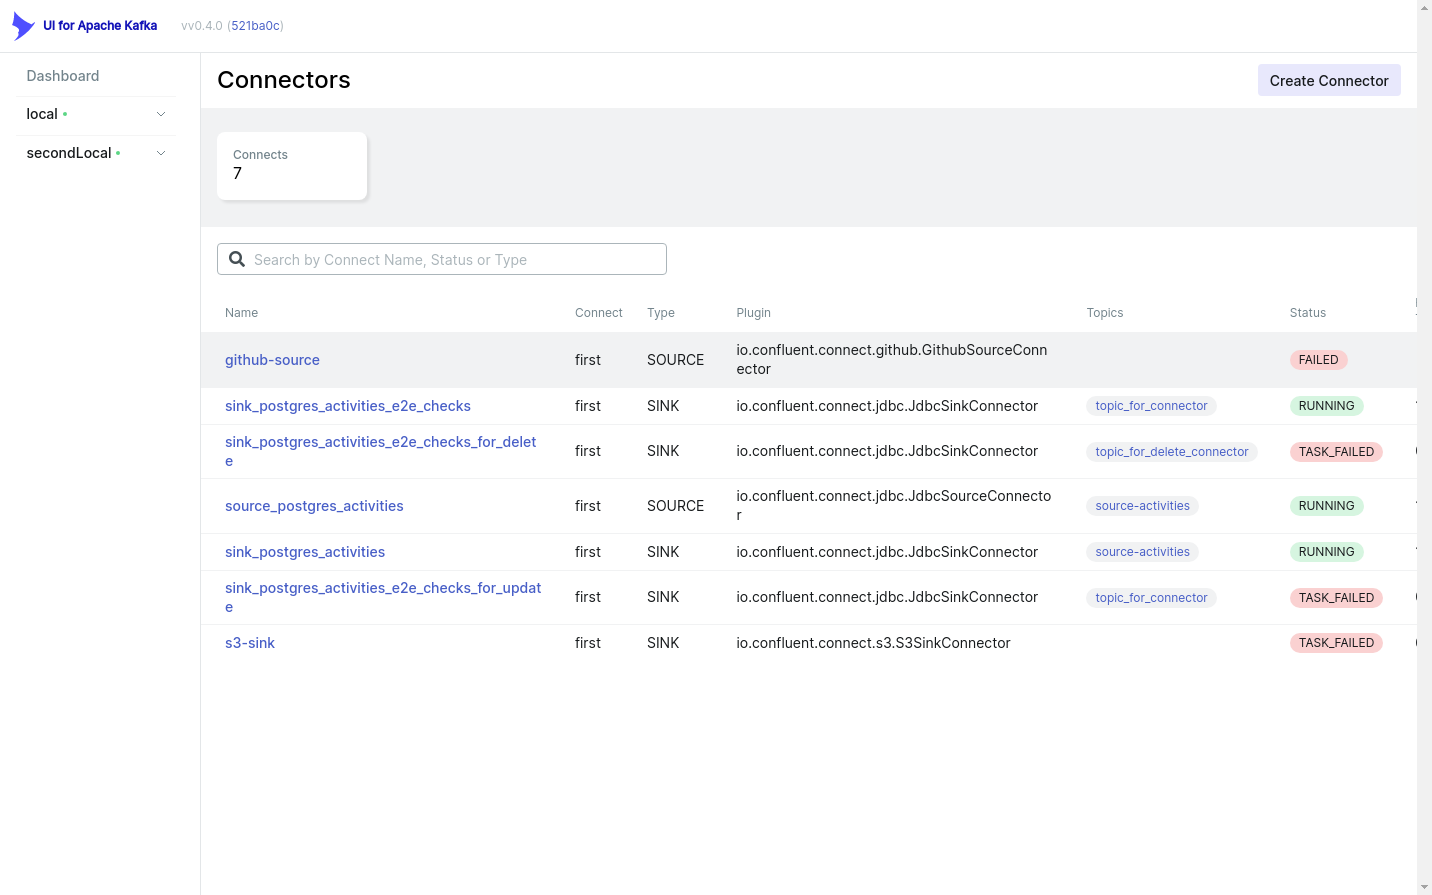 UI for Apache Kafka vv0.4.0 (521ba0c)
Dashboard
local
secondLocal
Connectors
Create Connector
Connects
7
Search by Connect Name, Status or Type
Name Connect Type Plugin Topics Status
github-source first SOURCE io.confluent.connect.github.GithubSourceConn
ector FAILED
sink_postgres_activities_e2e_checks first SINK io.confluent.connect.jdbc.JdbcSinkConnector topic_for_connector RUNNING
sink_postgres_activities_e2e_checks_for_delet
e first SINK io.confluent.connect.jdbc.JdbcSinkConnector topic_for_delete_connector TASK_FAILED
source_postgres_activities first SOURCE io.confluent.connect.jdbc.JdbcSourceConnecto
r source-activities RUNNING
sink_postgres_activities first SINK io.confluent.connect.jdbc.JdbcSinkConnector source-activities RUNNING
sink_postgres_activities_e2e_checks_for_updat
e first SINK io.confluent.connect.jdbc.JdbcSinkConnector topic_for_connector TASK_FAILED
s3-sink first SINK io.confluent.connect.s3.S3SinkConnector TASK_FAILED